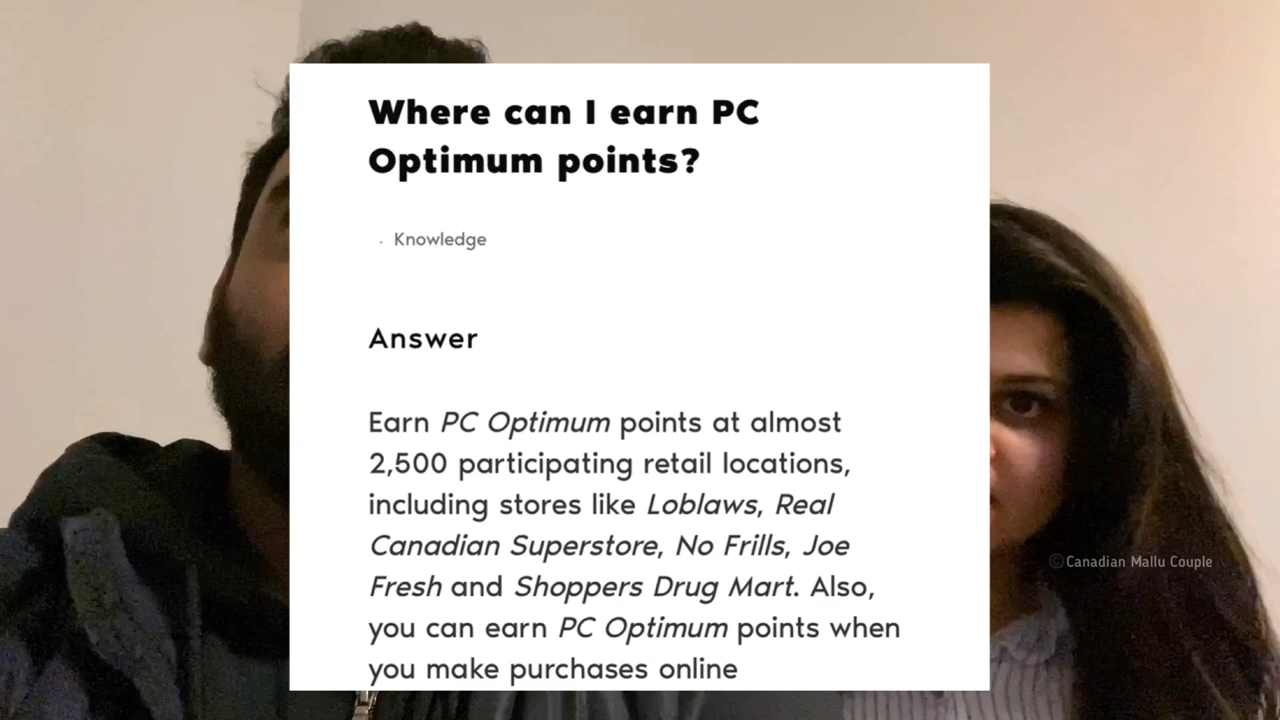 Where can I earn PC
Optimum points?
· Knowledge
Answer
Earn PC Optimum points at almost
2,500 participating retail locations,
including stores like Loblaws, Real
Canadian Superstore, No Frills, Joe
Fresh and Shoppers Drug Mart. Also,
you can earn PC Optimum points when
you make purchases online
©Canadian Mallu Couple